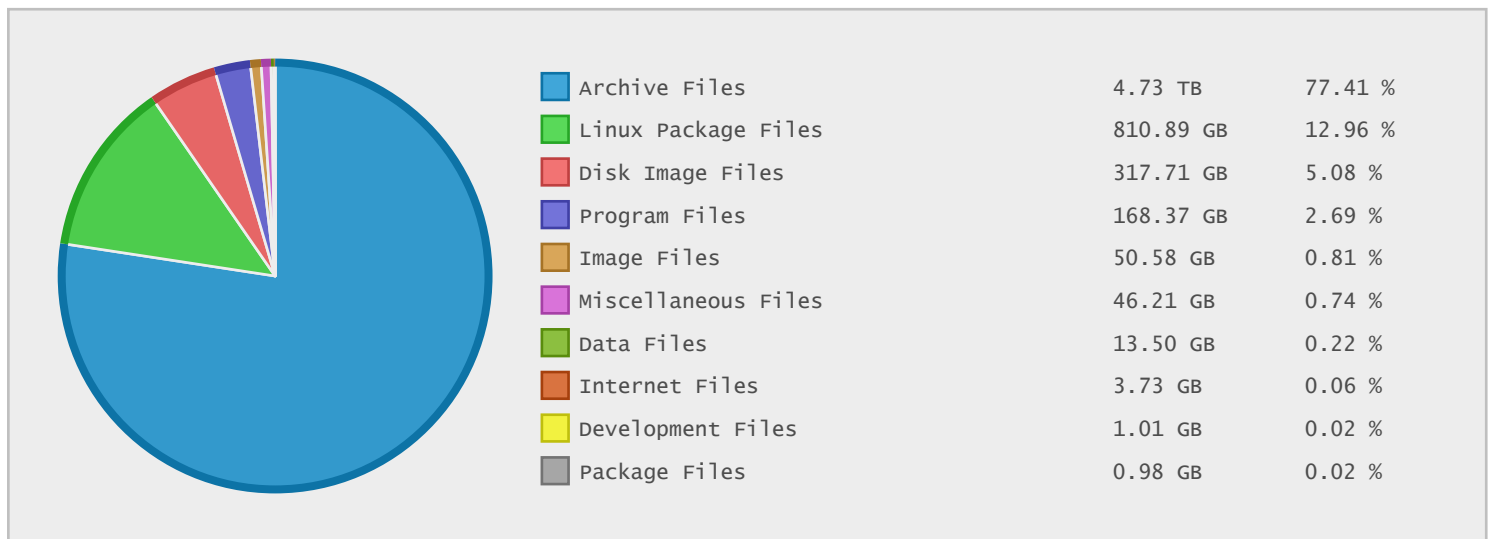 Archive Files 4.73 TB 77.41 %
Linux Package Files 810.89 GB 12.96 %
Disk Image Files 317.71 GB 5.08 %
Program Files 168.37 GB 2.69 %
Image Files 50.58 GB 0.81 %
Miscellaneous Files 46.21 GB 0.74 %
Data Files 13.50 GB 0.22 %
Internet Files 3.73 GB 0.06 %
Development Files 1.01 GB 0.02 %
Package Files 0.98 GB 0.02 %